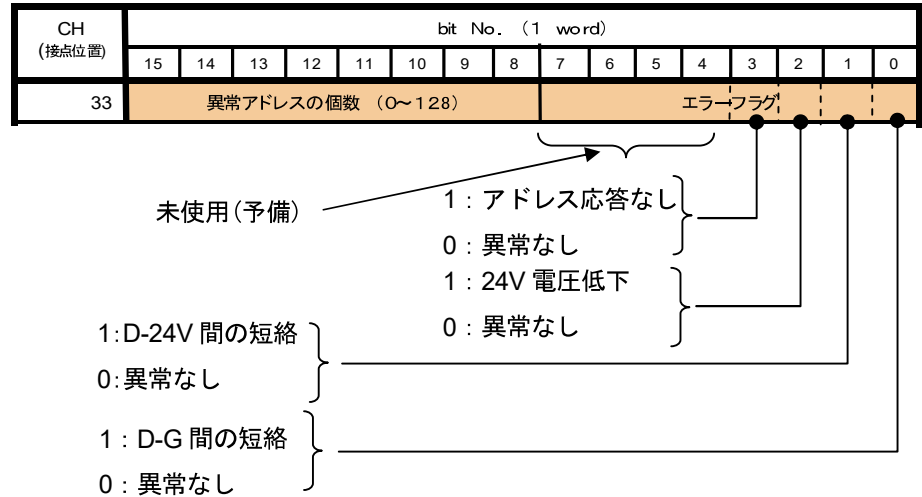 CH
(接点位置)
bit No. (1 word)
15 14 13 12 11 10 9 8 7 6 5 4 3 2 1 0
33 異常アドレスの個数 (0~128) エラーフラグ
未使用(予備)
1:アドレス応答なし
0:異常なし
1:24V 電圧低下
0:異常なし
1:D-24V 間の短絡
0:異常なし
1:D-G 間の短絡
0:異常なし